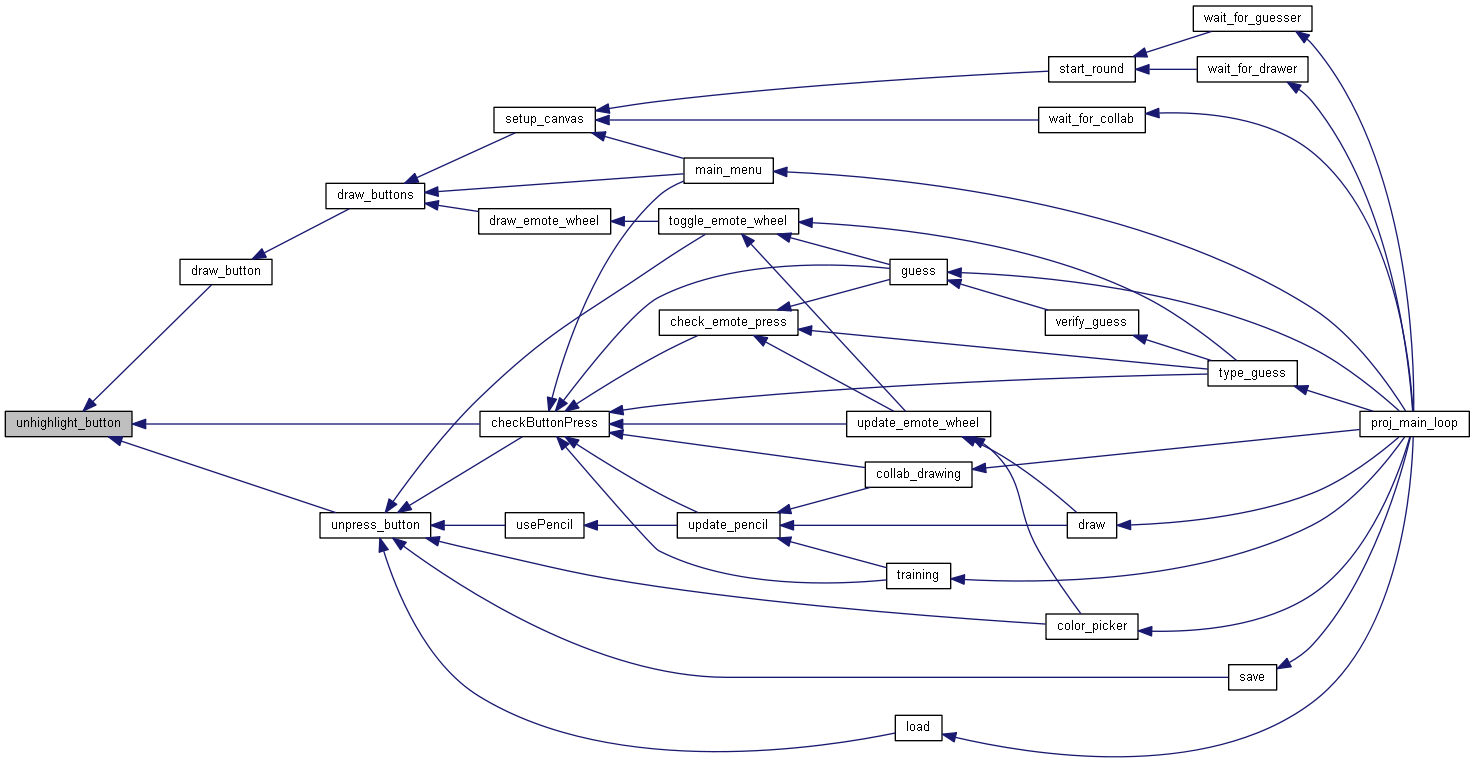 wait_for_guesser
start_round
wait_for_drawer
setup_canvas
wait_for_collab
main_menu
draw_buttons
draw_emote_wheel
toggle_emote_wheel
draw_button
guess
check_emote_press
verify_guess
type_guess
unhighlight_button
checkButtonPress
update_emote_wheel
proj_main_loop
collab_drawing
unpress_button
usePencil
update_pencil
draw
training
color_picker
save
load